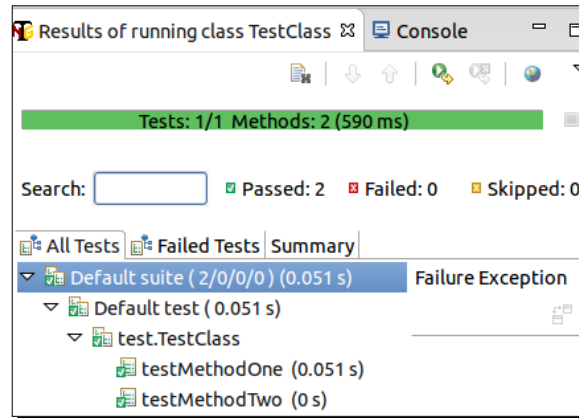 Results of running class TestClass Console
Tests: 1/1 Methods: 2 (590 ms)
Search: Passed: 2 Failed: 0 Skipped: 0
All Tests Failed Tests Summary
Default suite ( 2/0/0/0 ) (0.051 s) Failure Exception
Default test ( 0.051 s)
test.TestClass
testMethodOne (0.051 s)
testMethodTwo (0 s)